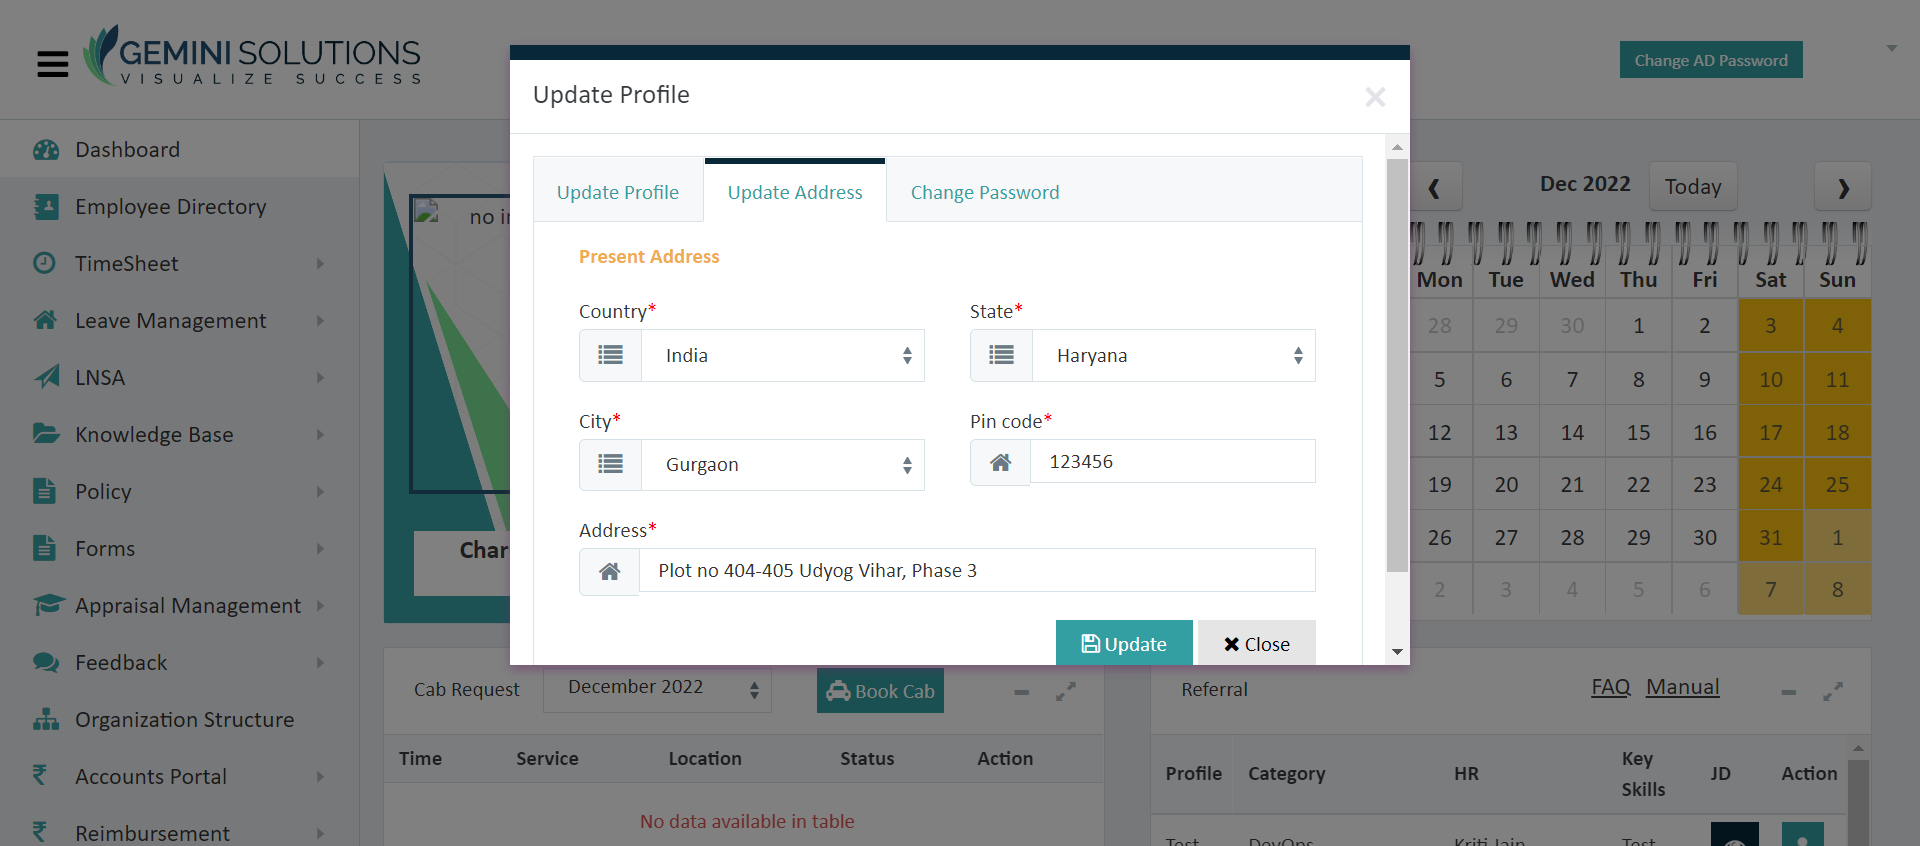 GEMINI SOLUTIONS
VISUALIZE SUCCESS
Change AD Password
Dashboard
Employee Directory
TimeSheet
Leave Management
LNSA
Knowledge Base
Policy
Forms
Appraisal Management
Feedback
Organization Structure
Accounts Portal
Reimbursement
no
Char
Update Profile
×
Update Profile
Update Address
Change Password
Present Address
Country*
India
State*
Haryana
City*
Gurgaon
Pin code*
123456
Address*
Plot no 404-405 Udyog Vihar, Phase 3
Update
Close
Dec 2022
Today
Mon Tue Wed Thu Fri Sat Sun
28 29 30 1 2 3 4
5 6 7 8 9 10 11
12 13 14 15 16 17 18
19 20 21 22 23 24 25
26 27 28 29 30 31 1
2 3 4 5 6 7 8
Cab Request
December 2022
Book Cab
Time Service Location Status Action
No data available in table
Referral
FAQ Manual
Profile Category HR Key Skills JD Action
Test DevOps Kriti Jain Test